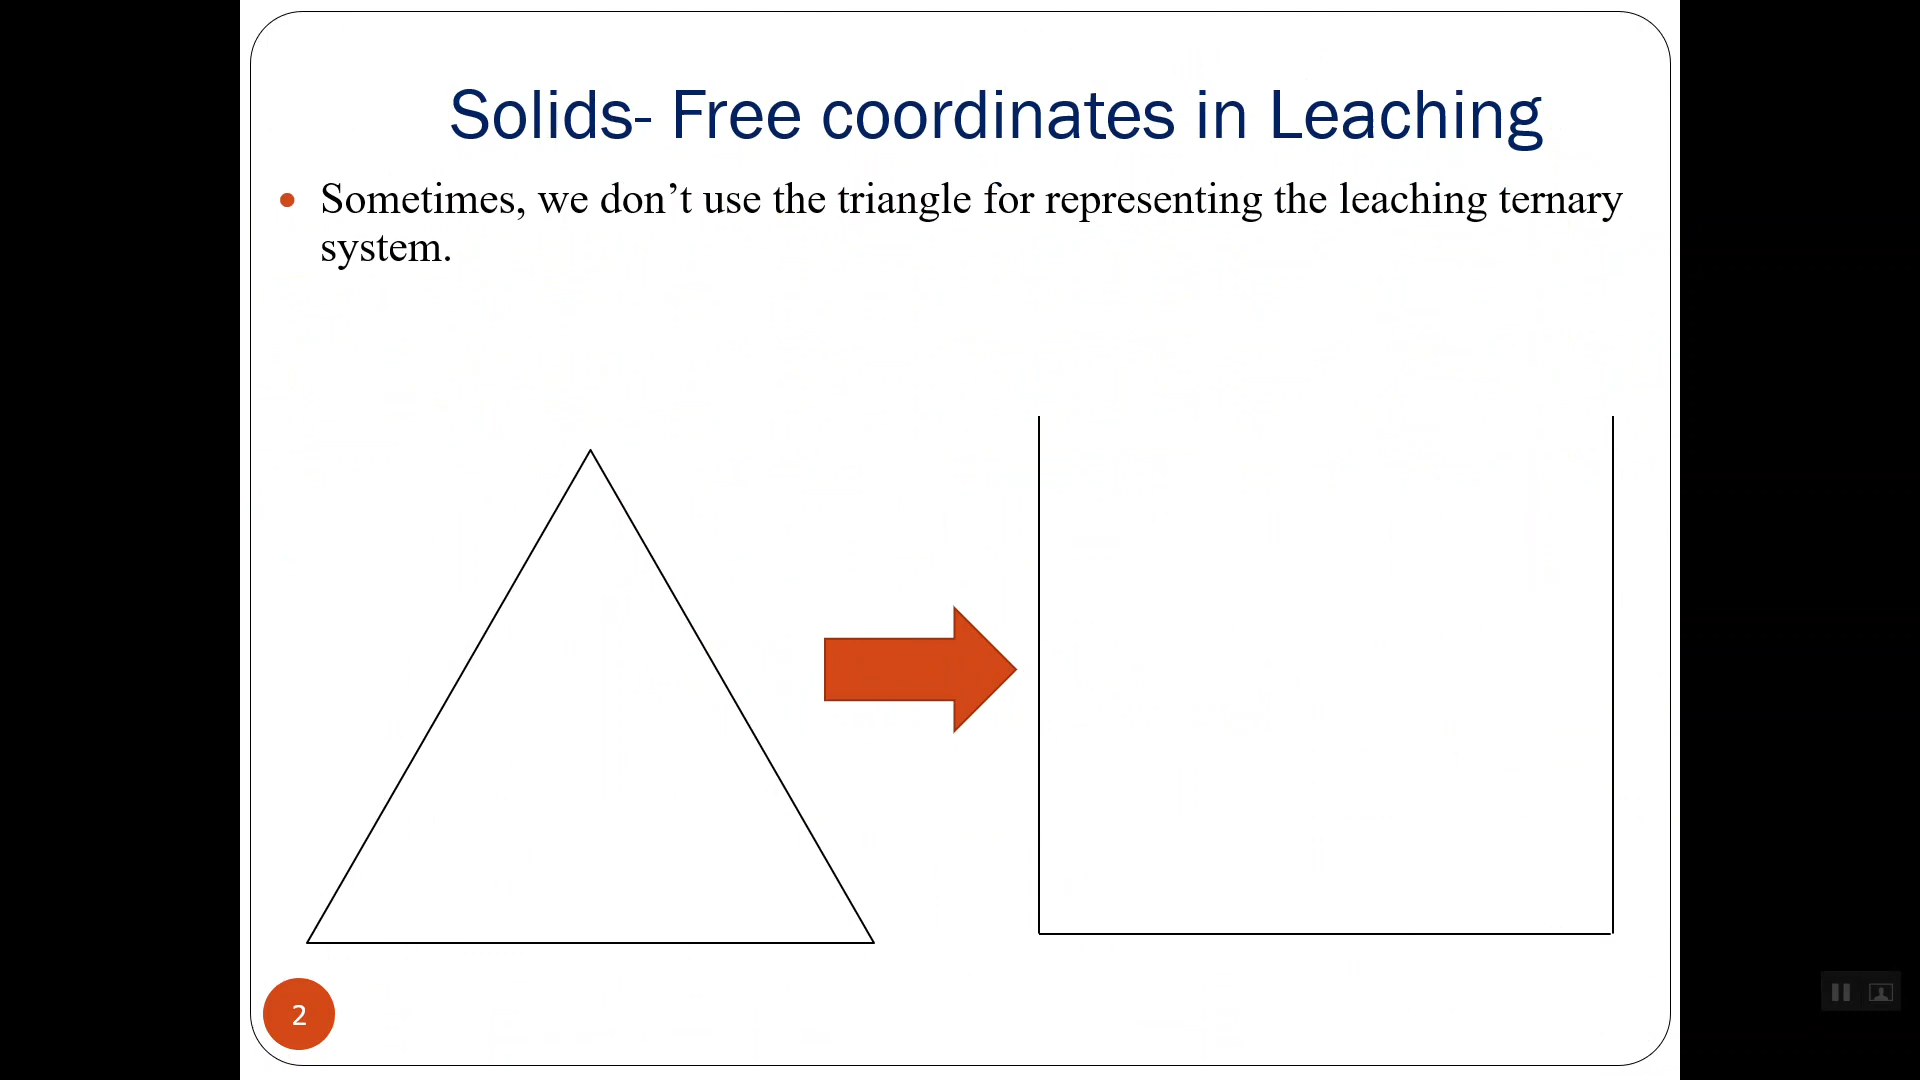 Solids- Free coordinates in Leaching
• Sometimes, we don’t use the triangle for representing the leaching ternary
system.
2